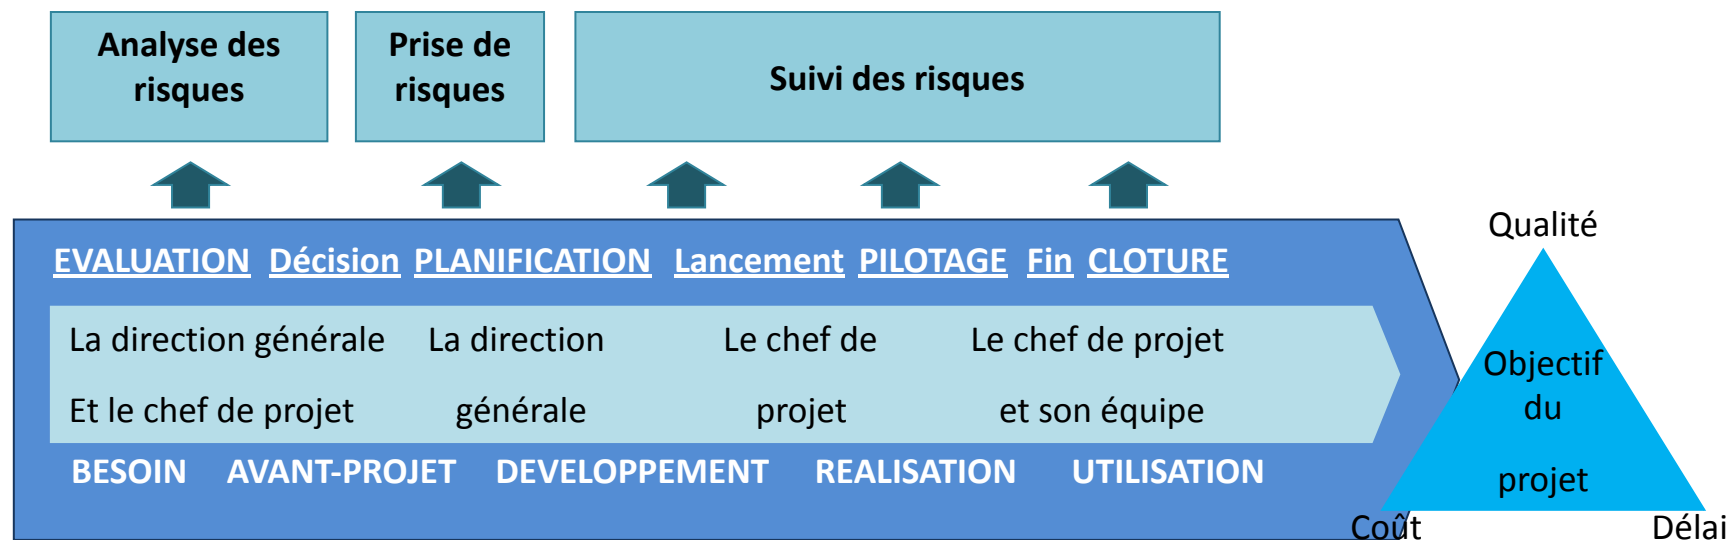 Analyse des
risques
Prise de
risques
Suivi des risques
EVALUATION Décision PLANIFICATION Lancement PILOTAGE Fin CLOTURE
La direction générale
Et le chef de projet
La direction
générale
Le chef de
projet
Le chef de projet
et son équipe
BESOIN AVANT-PROJET DEVELOPPEMENT REALISATION UTILISATION
Qualité
Objectif
du
projet
Coût
Délai